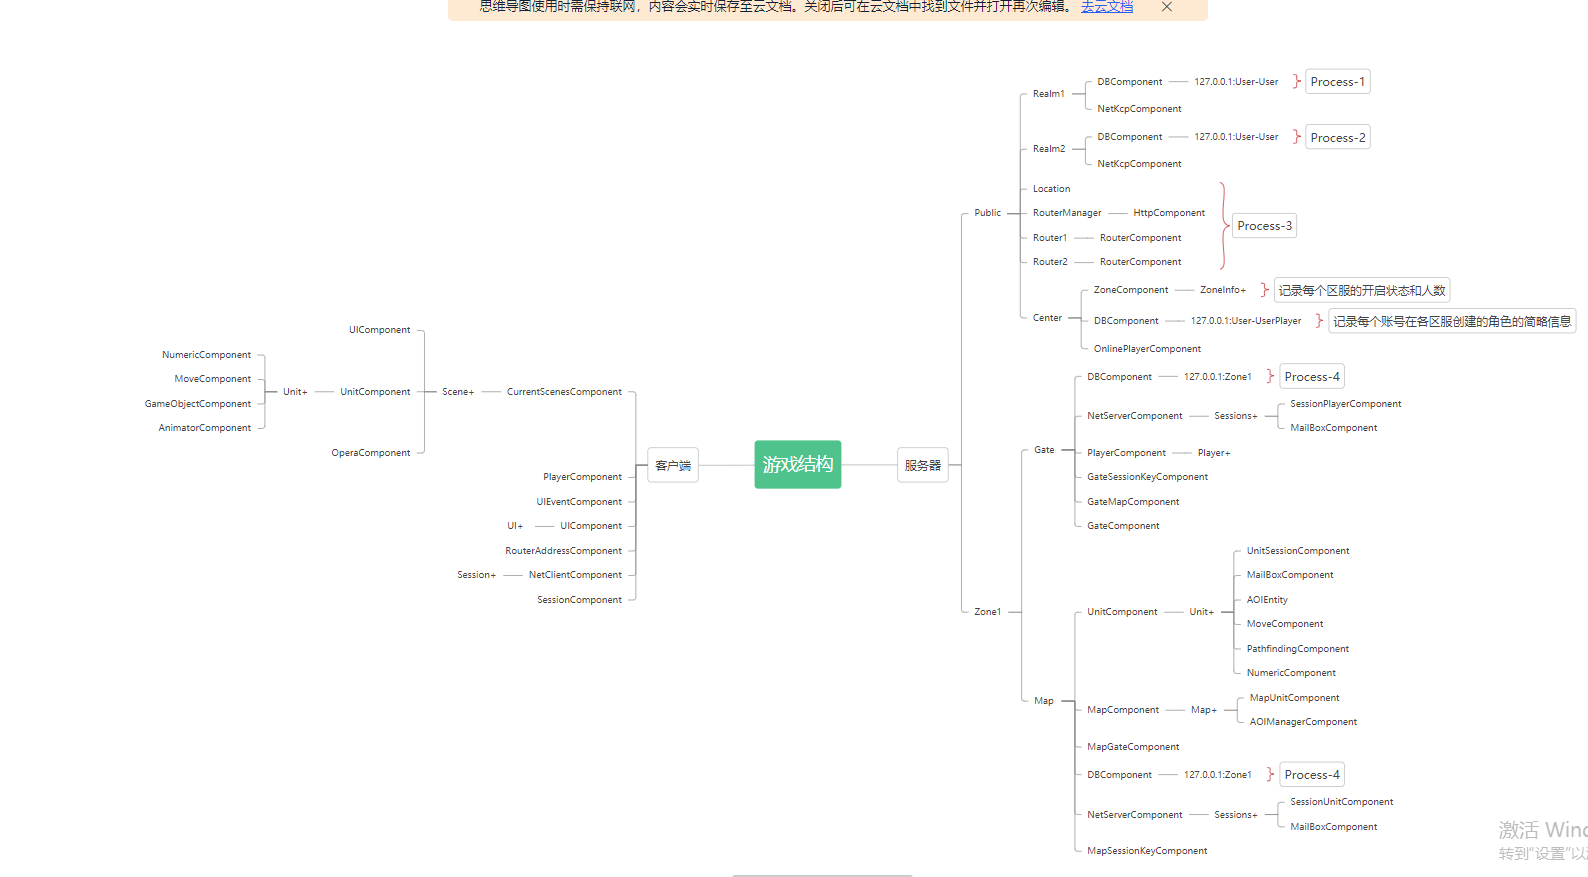 思维导图使用时需保持联网，内容会实时保存至云文档。关闭后可在云文档中找到文件并打开再次编辑。 去云文档
游戏结构
客户端
CurrentScenesComponent
Scene+
UIComponent
UnitComponent
Unit+
NumericComponent
MoveComponent
GameObjectComponent
AnimatorComponent
OperaComponent
PlayerComponent
UIEventComponent
UIComponent
UI+
RouterAddressComponent
NetClientComponent
Session+
SessionComponent
服务器
Public
Realm1
DBComponent
127.0.0.1:User-User
Process-1
NetKcpComponent
Realm2
DBComponent
127.0.0.1:User-User
Process-2
NetKcpComponent
Location
RouterManager
HttpComponent
Router1
RouterComponent
Router2
RouterComponent
Process-3
Center
ZoneComponent
ZoneInfo+
记录每个区服的开启状态和人数
DBComponent
127.0.0.1:User-UserPlayer
记录每个账号在各区服创建的角色的简略信息
OnlinePlayerComponent
Zone1
Gate
DBComponent
127.0.0.1:Zone1
Process-4
NetServerComponent
Sessions+
SessionPlayerComponent
MailBoxComponent
PlayerComponent
Player+
GateSessionKeyComponent
GateMapComponent
GateComponent
Map
UnitComponent
Unit+
UnitSessionComponent
MailBoxComponent
AOIEntity
MoveComponent
PathfindingComponent
NumericComponent
MapComponent
Map+
MapUnitComponent
AOIManagerComponent
MapGateComponent
DBComponent
127.0.0.1:Zone1
Process-4
NetServerComponent
Sessions+
SessionUnitComponent
MailBoxComponent
MapSessionKeyComponent
激活 Winc
转到"设置"以